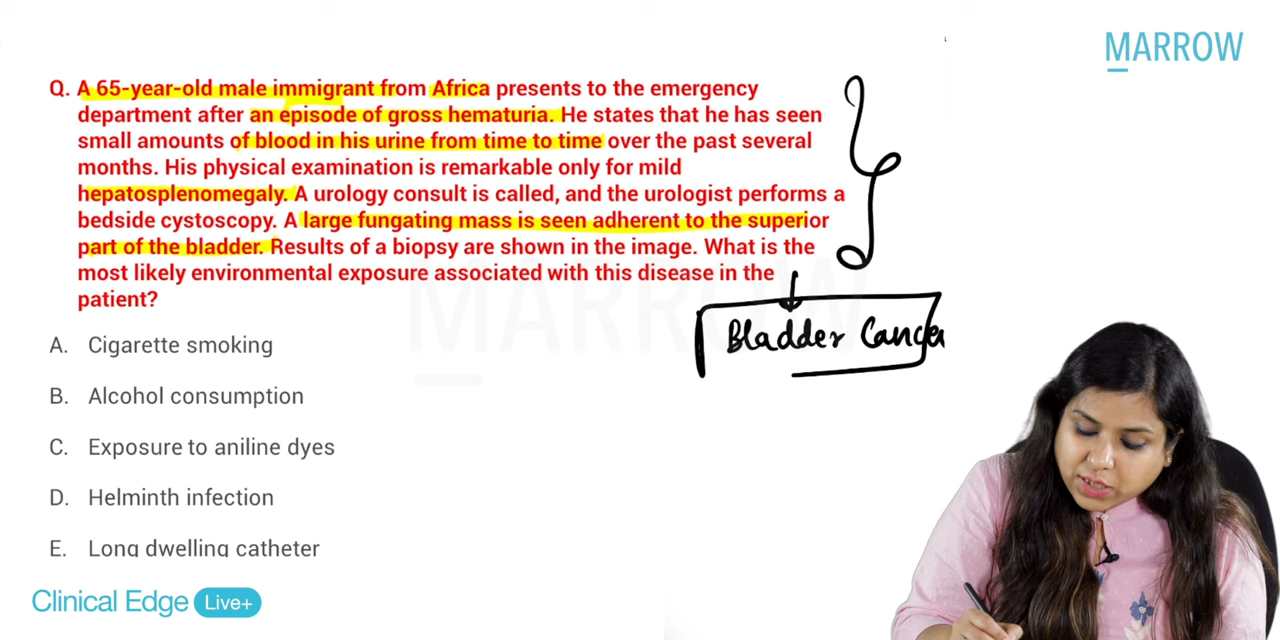 MARROW
Q. A 65-year-old male immigrant from Africa presents to the emergency
department after an episode of gross hematuria. He states that he has seen
small amounts of blood in his urine from time to time over the past several
months. His physical examination is remarkable only for mild
hepatosplenomegaly. A urology consult is called, and the urologist performs a
bedside cystoscopy. A large fungating mass is seen adherent to the superior
part of the bladder. Results of a biopsy are shown in the image. What is the
most likely environmental exposure associated with this disease in the
patient?
Bladder Cancer
A. Cigarette smoking
B. Alcohol consumption
C. Exposure to aniline dyes
D. Helminth infection
E. Long dwelling catheter
MARROW
Clinical Edge Live+